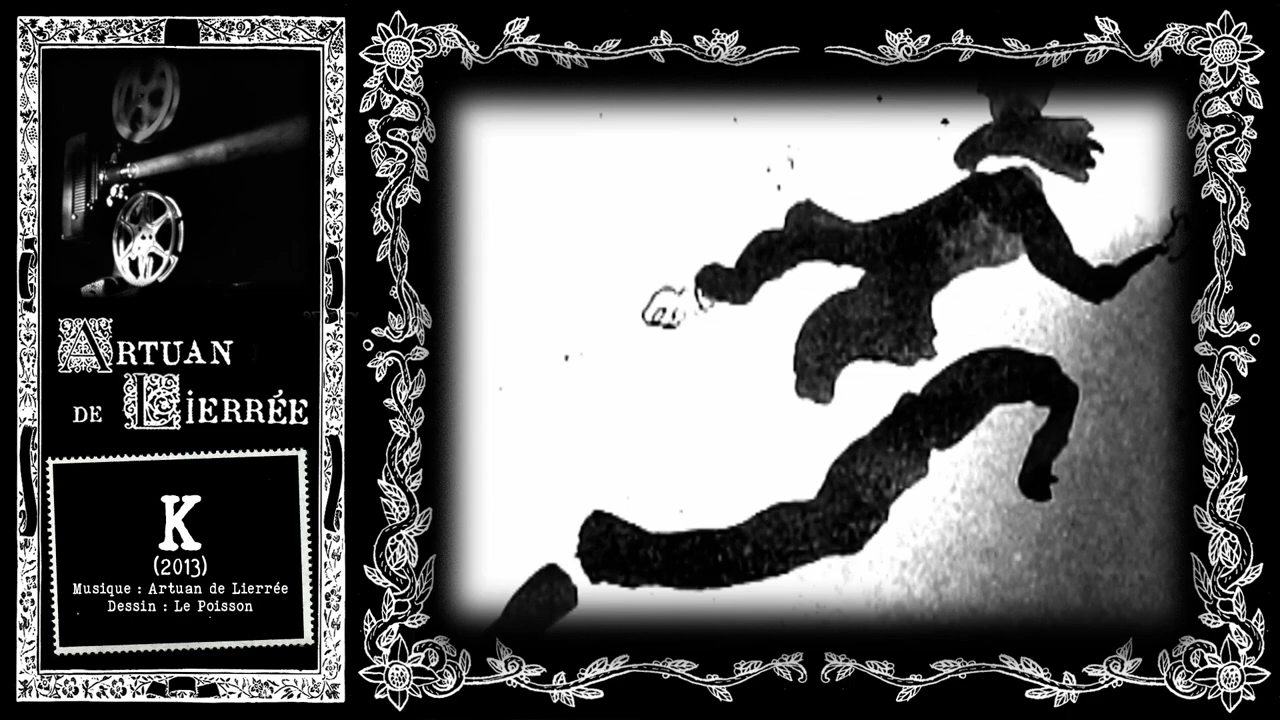 Artuan
de Lierrée
K
(2013)
Musique : Artuan de Lierrée
Dessin : Le Poisson